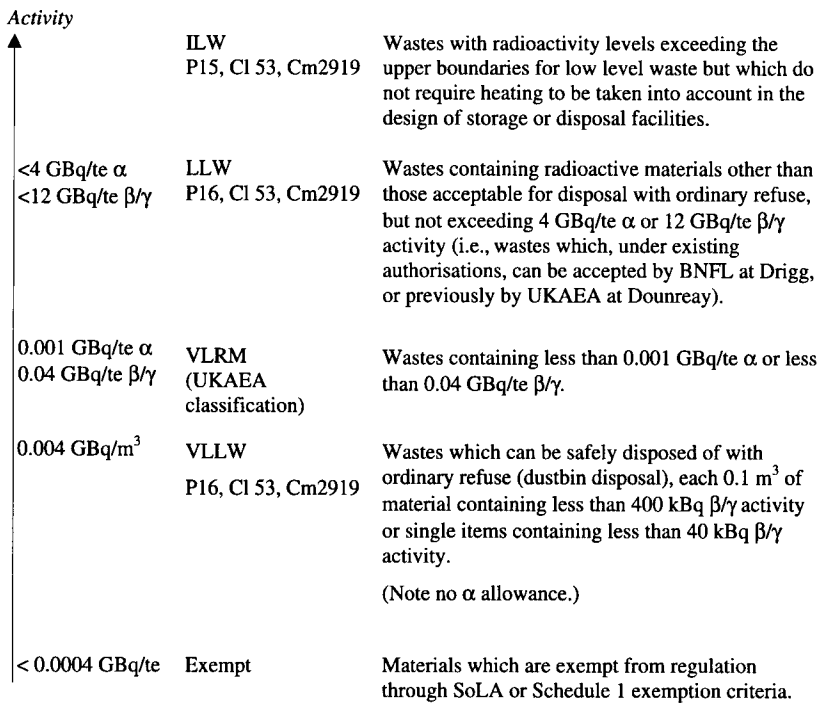 Activity
ILW
P15, Cl 53, Cm2919
Wastes with radioactivity levels exceeding the
upper boundaries for low level waste but which do
not require heating to be taken into account in the
design of storage or disposal facilities.
<4 GBq/te α
<12 GBq/te β/γ
LLW
P16, Cl 53, Cm2919
Wastes containing radioactive materials other than
those acceptable for disposal with ordinary refuse,
but not exceeding 4 GBq/te α or 12 GBq/te β/γ
activity (i.e., wastes which, under existing
authorisations, can be accepted by BNFL at Drigg,
or previously by UKAEA at Dounreay).
0.001 GBq/te α
0.04 GBq/te β/γ
VLRM
(UKAEA
classification)
Wastes containing less than 0.001 GBq/te α or less
than 0.04 GBq/te β/γ.
0.004 GBq/m³
VLLW
P16, Cl 53, Cm2919
Wastes which can be safely disposed of with
ordinary refuse (dustbin disposal), each 0.1 m³ of
material containing less than 400 kBq β/γ activity
or single items containing less than 40 kBq β/γ
activity.
(Note no α allowance.)
< 0.0004 GBq/te
Exempt
Materials which are exempt from regulation
through SoLA or Schedule 1 exemption criteria.